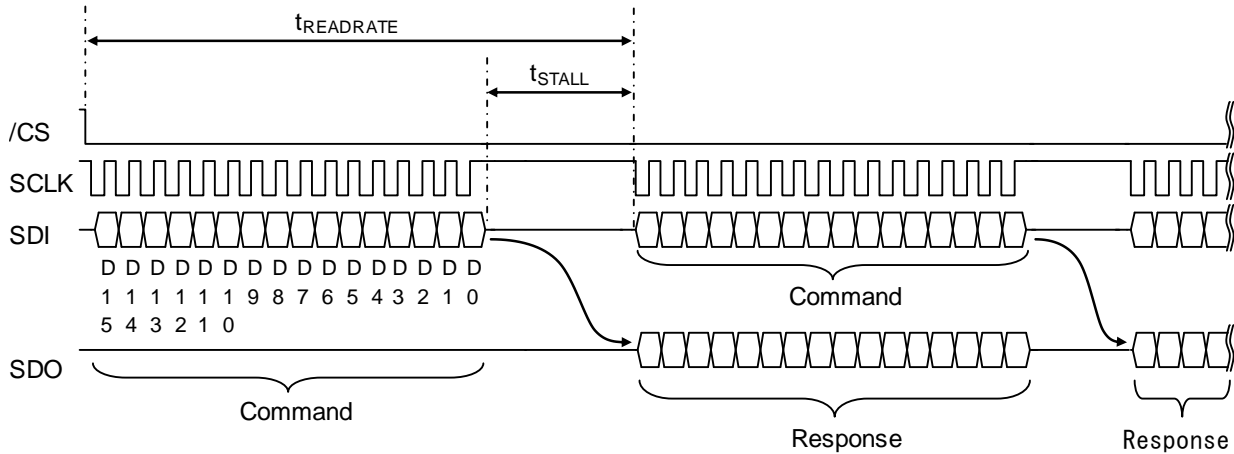 tREADRATE
tSTALL
/CS
SCLK
SDI
D D D D D D D D D D D D D D D D
1 1 1 1 1 1 9 8 7 6 5 4 3 2 1 0
5 4 3 2 1 0
Command
SDO
Command
Response
Response